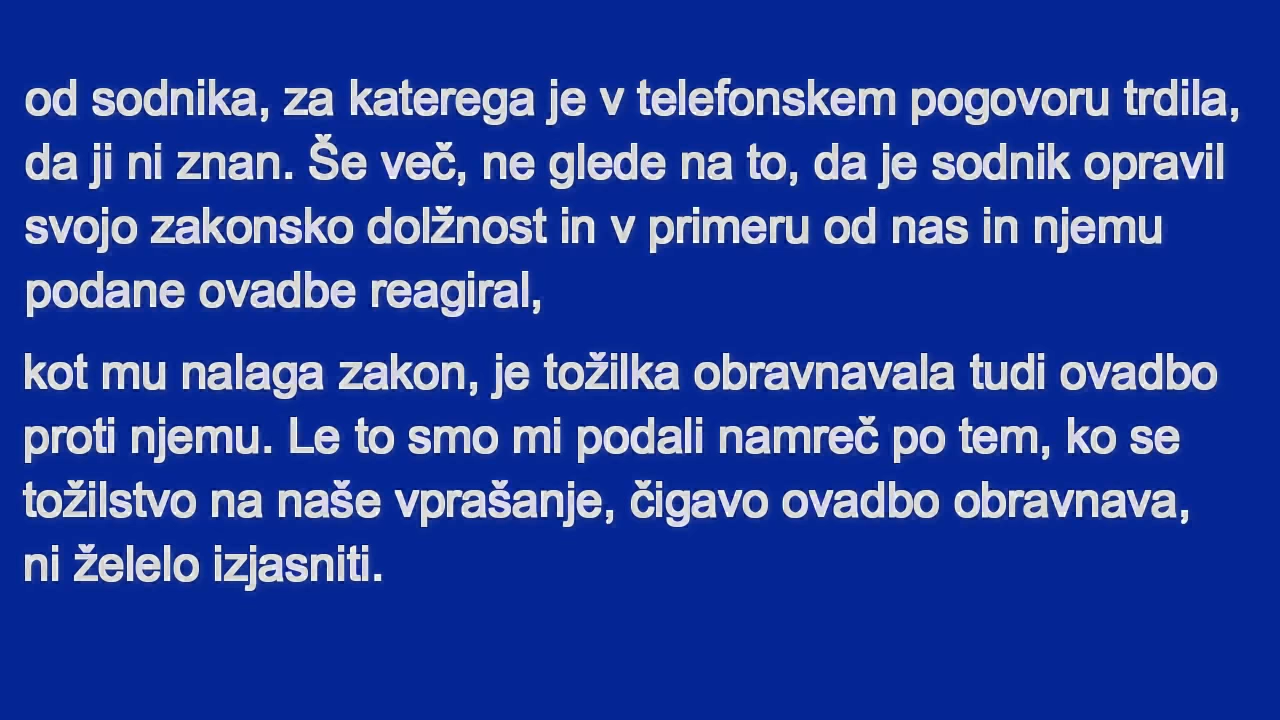 od sodnika, za katerega je v telefonskem pogovoru trdila,
da ji ni znan. Še več, ne glede na to, da je sodnik opravil
svojo zakonsko dolžnost in v primeru od nas in njemu
podane ovadbe reagiral,
kot mu nalaga zakon, je tožilka obravnavala tudi ovadbo
proti njemu. Le to smo mi podali namreč po tem, ko se
tožilstvo na naše vprašanje, čigavo ovadbo obravnava,
ni želelo izjasniti.